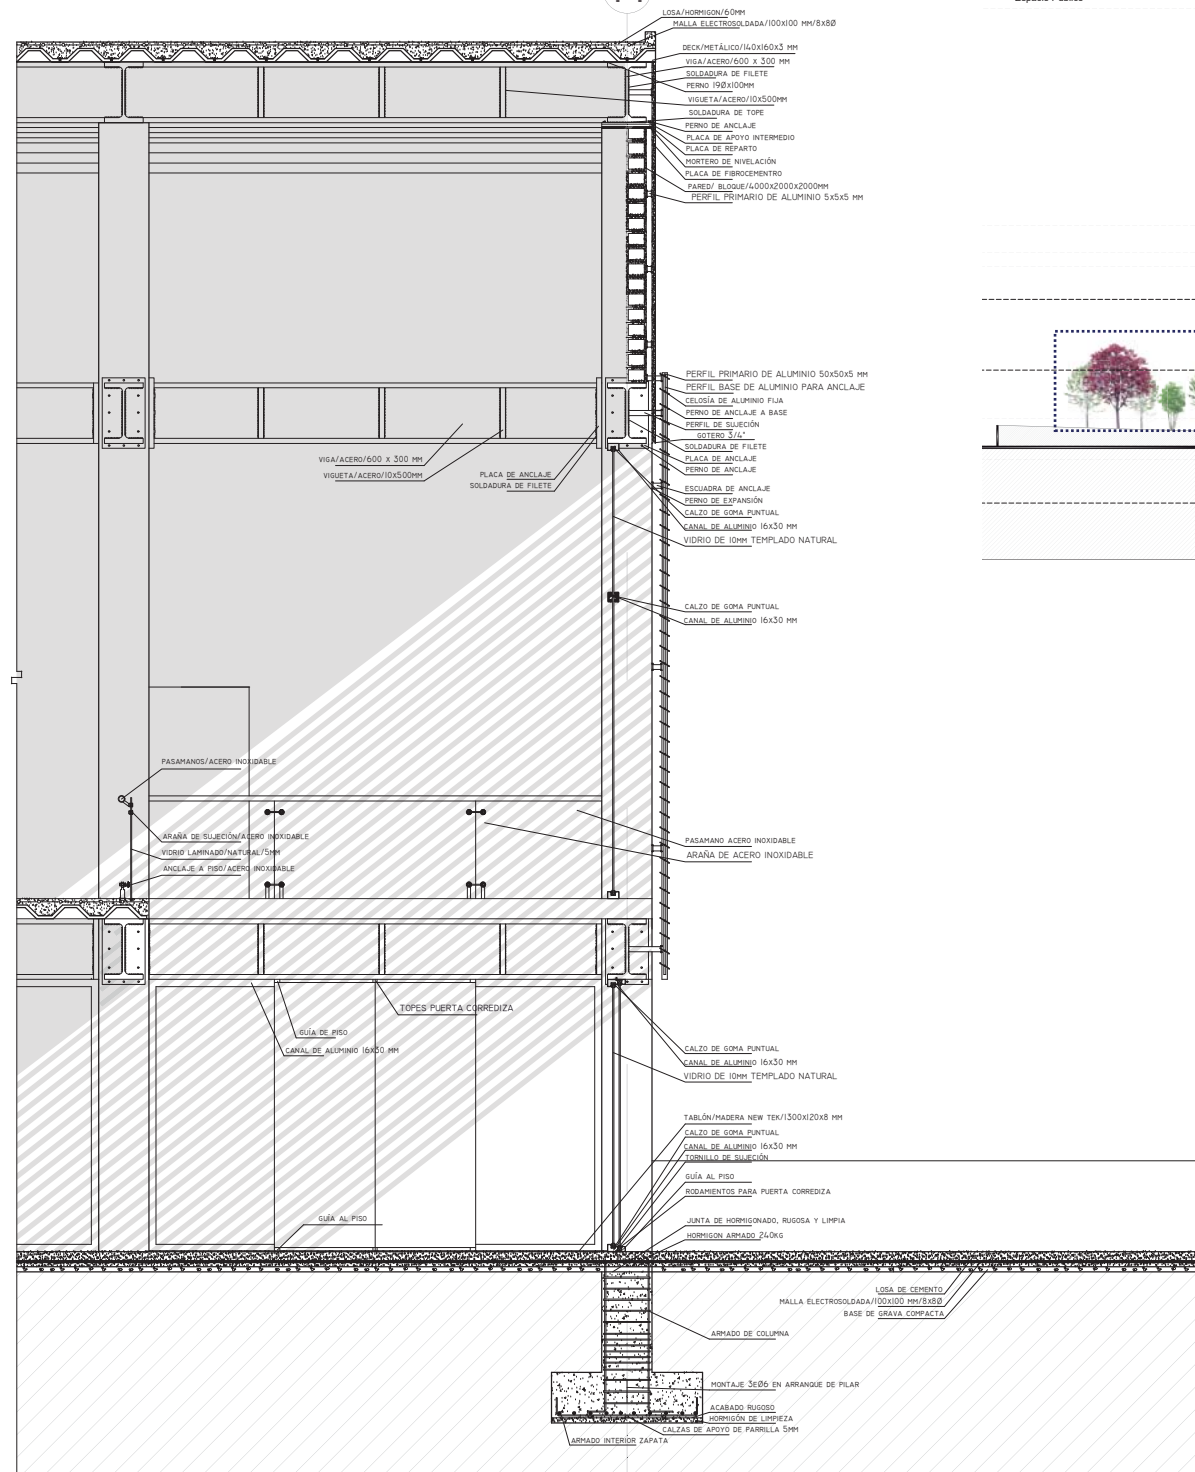 LOSA/HORMIGON/60MM
MALLA ELECTROSOLDADA/100X100 MM/8X8Ø
DECK/METÁLICO/140X160X3 MM
VIGA/ACERO/600 X 300 MM
SOLDADURA DE FILETE
PERNO 19ØX100MM
VIGUETA/ACERO/10X500MM
SOLDADURA DE TOPE
PERNO DE ANCLAJE
PLACA DE APOYO INTERMEDIO
PLACA DE REPARTO
MORTERO DE NIVELACIÓN
PLACA DE FIBROCEMENTRO
PARED/ BLOQUE/4000X2000X2000MM
PERFIL PRIMARIO DE ALUMINIO 5X5X5 MM
PERFIL PRIMARIO DE ALUMINIO 50X50X5 MM
PERFIL BASE DE ALUMINIO PARA ANCLAJE
CELOSÍA DE ALUMINIO FIJA
PERNO DE ANCLAJE A BASE
PERFIL DE SUJECIÓN
GOTERO 3/4"
SOLDADURA DE FILETE
PLACA DE ANCLAJE
PERNO DE ANCLAJE
VIGA/ACERO/600 X 300 MM
VIGUETA/ACERO/10X500MM
PLACA DE ANCLAJE
SOLDADURA DE FILETE
ESCUADRA DE ANCLAJE
PERNO DE EXPANSIÓN
CALZO DE GOMA PUNTUAL
CANAL DE ALUMINIO 16X30 MM
VIDRIO DE 10MM TEMPLADO NATURAL
CALZO DE GOMA PUNTUAL
CANAL DE ALUMINIO 16X30 MM
PASAMANOS/ACERO INOXIDABLE
ARAÑA DE SUJECIÓN/ACERO INOXIDABLE
VIDRIO LAMINADO/NATURAL/5MM
ANCLAJE A PISO/ACERO INOXIDABLE
PASAMANO ACERO INOXIDABLE
ARAÑA DE ACERO INOXIDABLE
TOPES PUERTA CORREDIZA
GUÍA DE PISO
CANAL DE ALUMINIO 16X30 MM
CALZO DE GOMA PUNTUAL
CANAL DE ALUMINIO 16X30 MM
VIDRIO DE 10MM TEMPLADO NATURAL
TABLÓN/MADERA NEW TEK/1300X120X8 MM
CALZO DE GOMA PUNTUAL
CANAL DE ALUMINIO 16X30 MM
TORNILLO DE SUJECIÓN
GUÍA AL PISO
RODAMIENTOS PARA PUERTA CORREDIZA
GUÍA AL PISO
JUNTA DE HORMIGONADO, RUGOSA Y LIMPIA
HORMIGON ARMADO 240KG
LOSA DE CEMENTO
MALLA ELECTROSOLDADA/100X100 MM/8X8Ø
BASE DE GRAVA COMPACTA
ARMADO DE COLUMNA
MONTAJE 3EØ6 EN ARRANQUE DE PILAR
ACABADO RUGOSO
HORMIGÓN DE LIMPIEZA
CALZAS DE APOYO DE PARRILLA 5MM
ARMADO INTERIOR ZAPATA